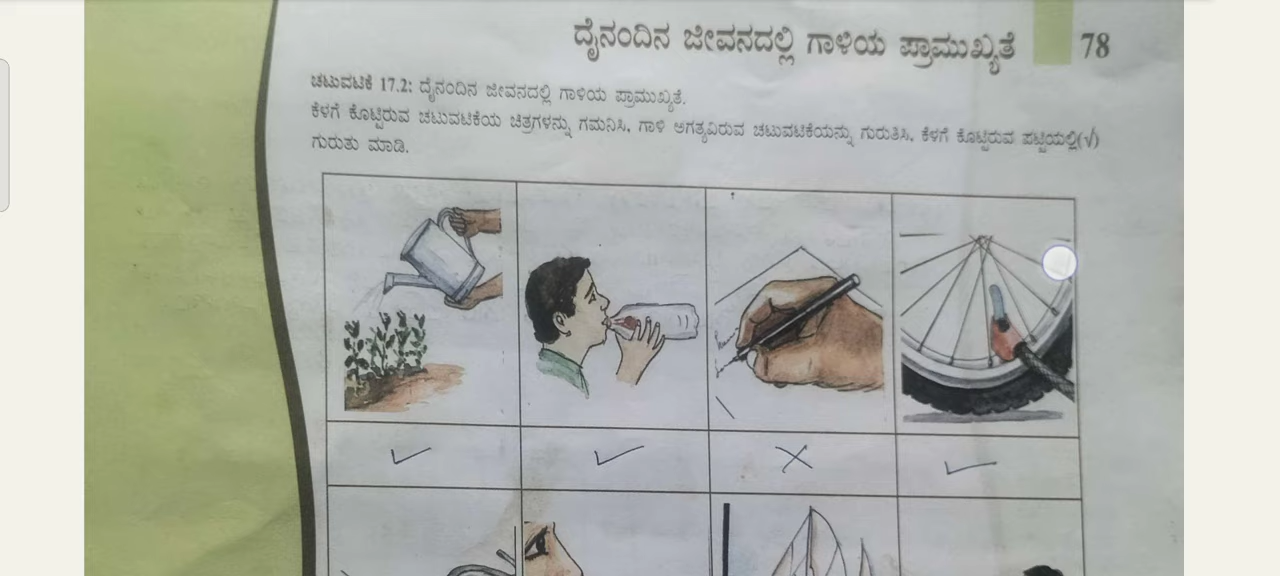 ದೈನಂದಿನ ಜೀವನದಲ್ಲಿ ಗಾಳಿಯ ಪ್ರಾಮುಖ್ಯತೆ 78
ಚಟುವಟಿಕೆ 17.2: ದೈನಂದಿನ ಜೀವನದಲ್ಲಿ ಗಾಳಿಯ ಪ್ರಾಮುಖ್ಯತೆ.
ಕೆಳಗೆ ಕೊಟ್ಟಿರುವ ಚಟುವಟಿಕೆಯ ಚಿತ್ರಗಳನ್ನು ಗಮನಿಸಿ. ಗಾಳಿ ಅಗತ್ಯವಿರುವ ಚಟುವಟಿಕೆಯನ್ನು ಗುರುತಿಸಿ. ಕೆಳಗೆ ಕೊಟ್ಟಿರುವ ಪಟ್ಟಿಯಲ್ಲಿ(√)
ಗುರುತು ಮಾಡಿ.